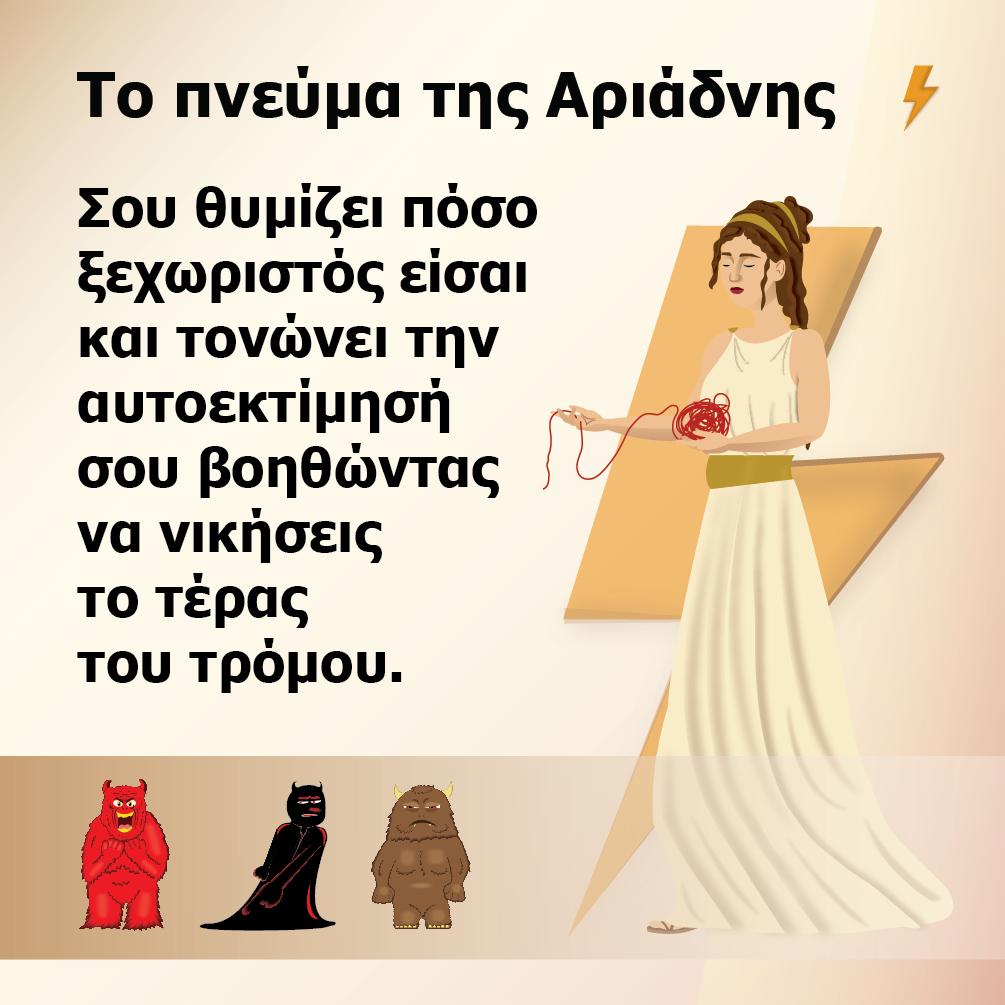 Το πνεύμα της Αριάδνης
Σου θυμίζει πόσο
ξεχωριστός είσαι
και τονώνει την
αυτοεκτίμησή
σου βοηθώντας
να νικήσεις
το τέρας
του τρόμου.